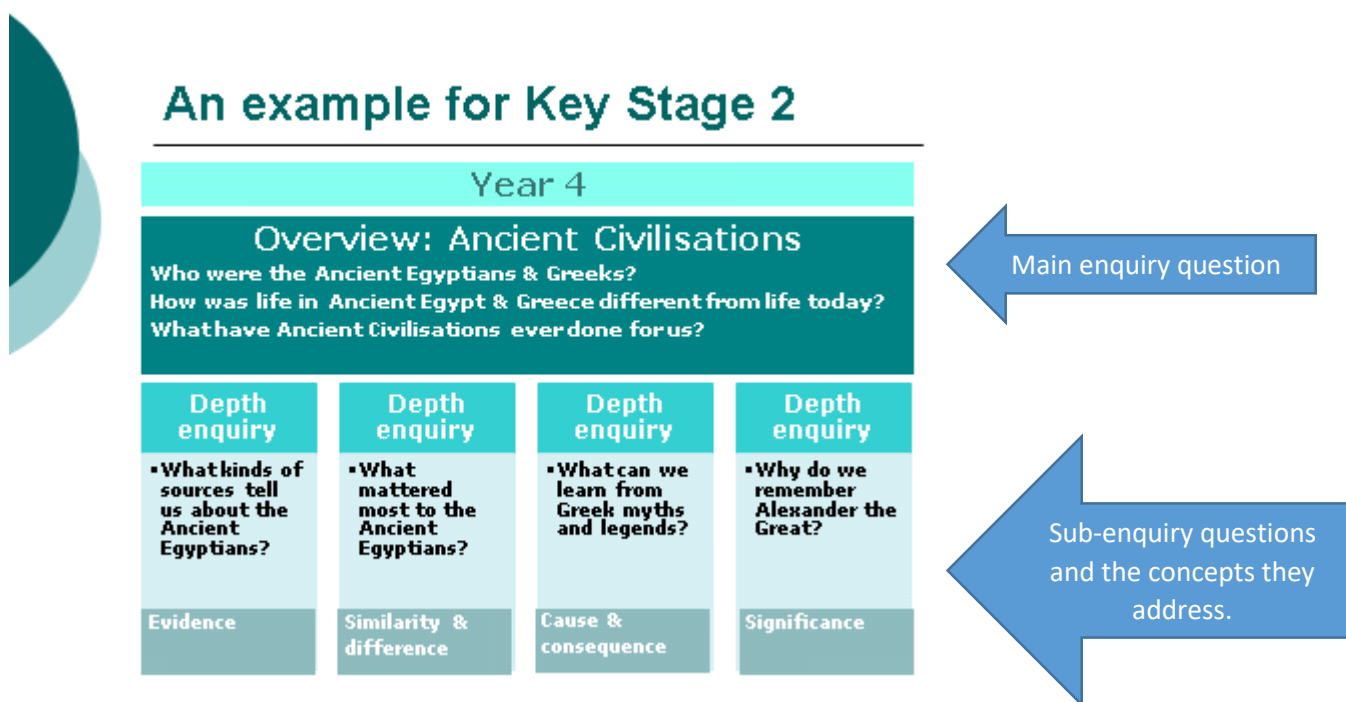 An example for Key Stage 2
Year 4
Overview: Ancient Civilisations
Who were the Ancient Egyptians & Greeks?
How was life in Ancient Egypt & Greece different from life today?
What have Ancient Civilisations ever done for us?
Main enquiry question
Depth
enquiry
▪What kinds of
sources tell
us about the
Ancient
Egyptians?
Evidence
Depth
enquiry
▪What
mattered
most to the
Ancient
Egyptians?
Similarity &
difference
Depth
enquiry
▪What can we
learn from
Greek myths
and legends?
Cause &
consequence
Depth
enquiry
▪Why do we
remember
Alexander the
Great?
Significance
Sub-enquiry questions
and the concepts they
address.